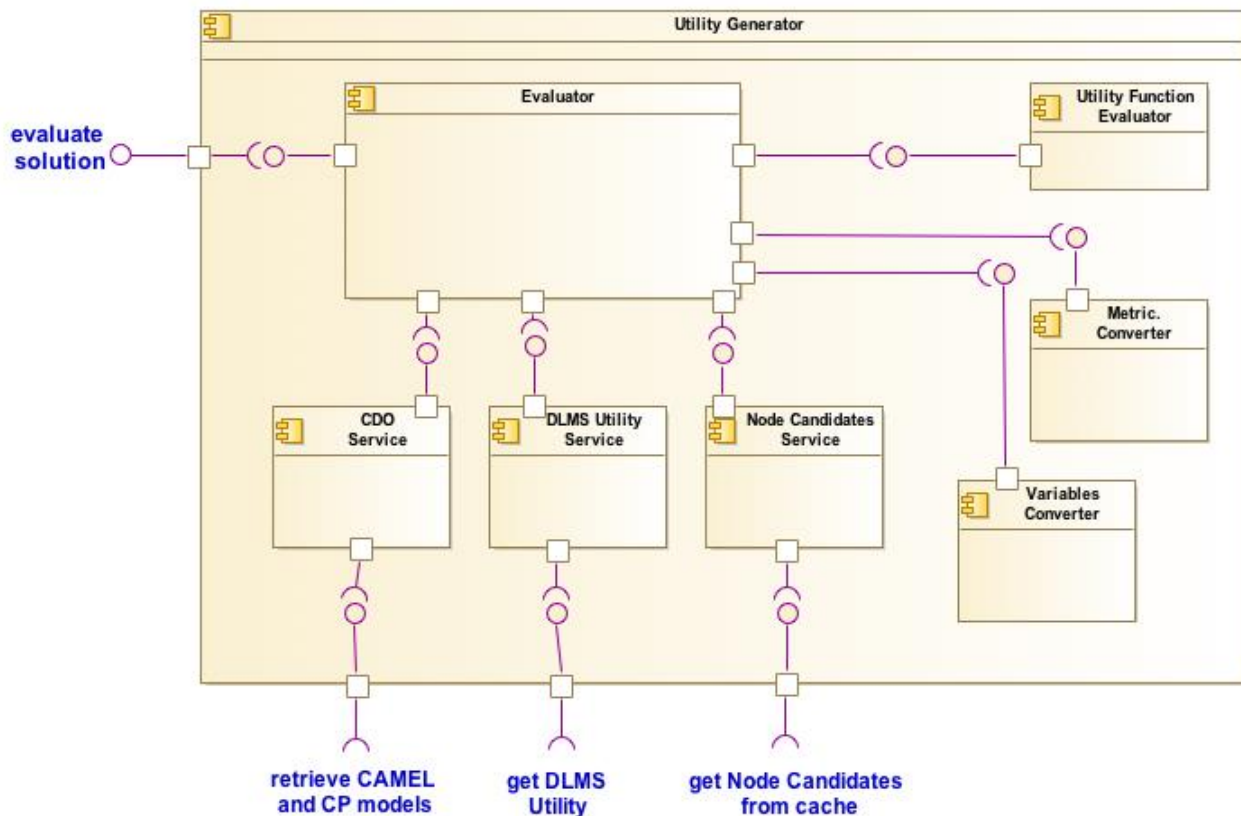 Utility Generator
Evaluator
Utility Function
Evaluator
evaluate
solution
Metric.
Converter
CDO
Service
DLMS Utility
Service
Node Candidates
Service
Variables
Converter
retrieve CAMEL
and CP models
get DLMS
Utility
get Node Candidates
from cache